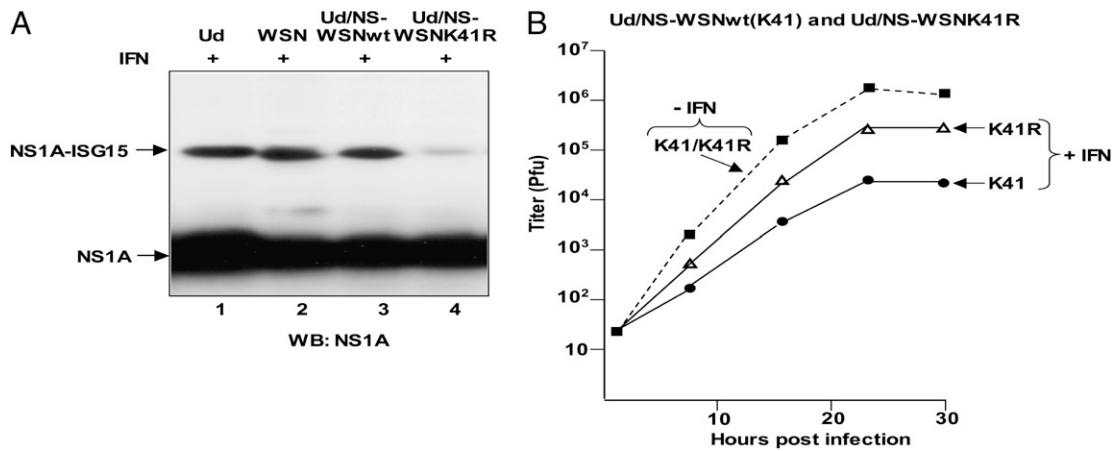 A
Ud WSN Ud/NS-WSNwt Ud/NS-WSNK41R
IFN + + + +
NS1A-ISG15
NS1A
1 2 3 4
WB: NS1A
B
Ud/NS-WSNwt(K41) and Ud/NS-WSNK41R
Titer (Pfu)
10⁷
10⁶
10⁵
10⁴
10³
10²
10
- IFN
K41/K41R
K41R
K41
+ IFN
10 20 30
Hours post infection